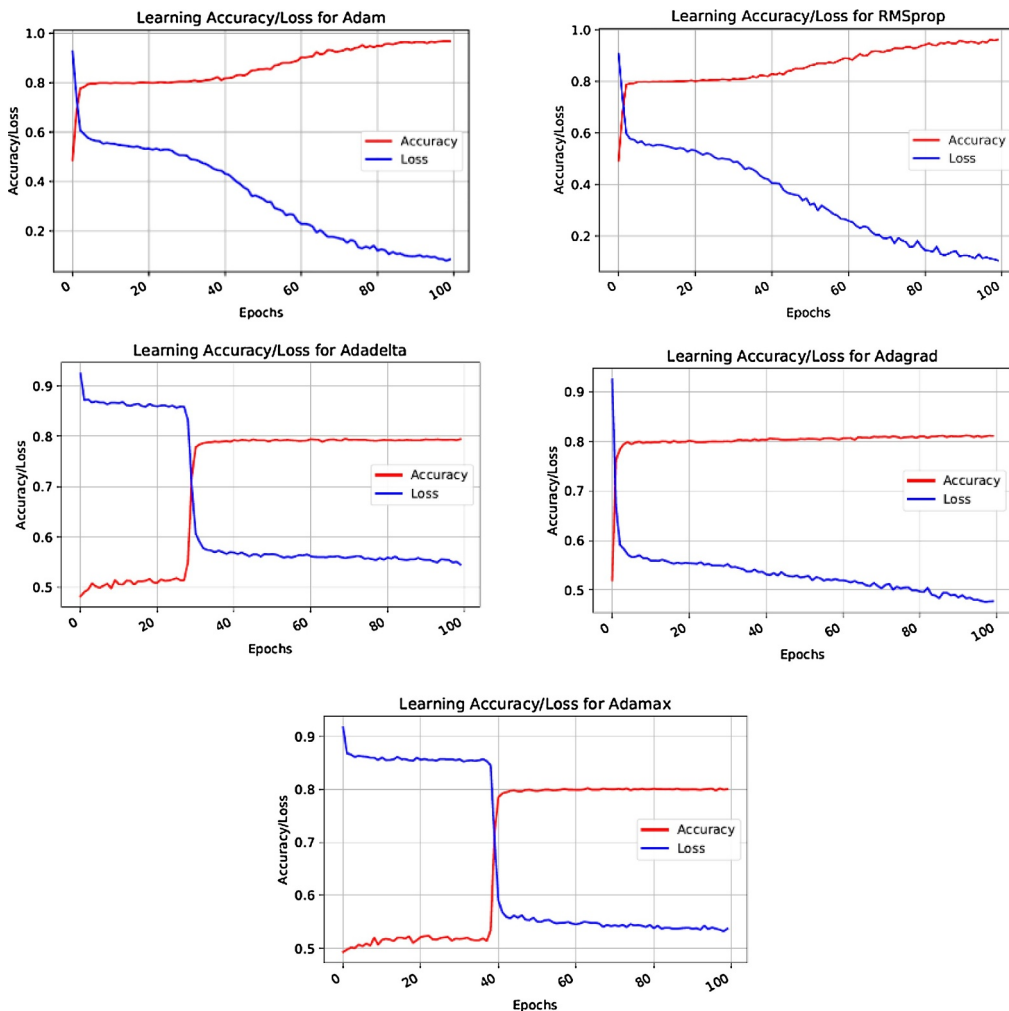 Learning Accuracy/Loss for Adam
1.0
0.8
0.6
0.4
0.2
Accuracy/Loss
Accuracy
Loss
0
20
40
60
80
100
Epochs
Learning Accuracy/Loss for RMSprop
1.0
0.8
0.6
0.4
0.2
Accuracy/Loss
Accuracy
Loss
0
20
40
60
80
100
Epochs
Learning Accuracy/Loss for Adadelta
0.9
0.8
0.7
0.6
0.5
Accuracy/Loss
Accuracy
Loss
0
20
40
60
80
100
Epochs
Learning Accuracy/Loss for Adagrad
0.9
0.8
0.7
0.6
0.5
Accuracy/Loss
Accuracy
Loss
0
20
40
60
80
100
Epochs
Learning Accuracy/Loss for Adamax
0.9
0.8
0.7
0.6
0.5
Accuracy/Loss
Accuracy
Loss
0
20
40
60
80
100
Epochs